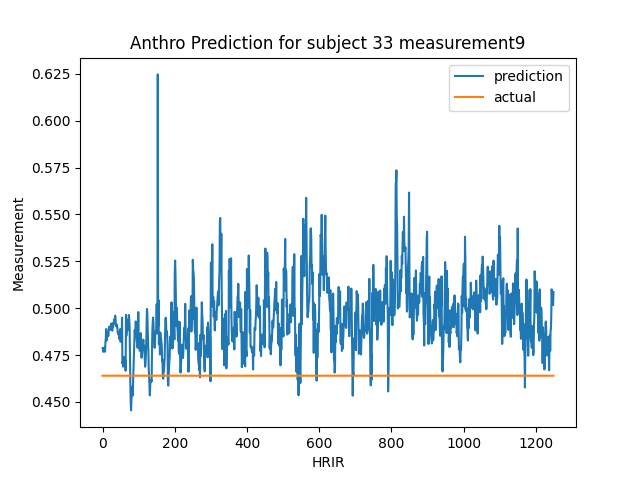 Anthro Prediction for subject 33 measurement9
prediction
actual
Measurement
0.625
0.600
0.575
0.550
0.525
0.500
0.475
0.450
0 200 400 600 800 1000 1200
HRIR